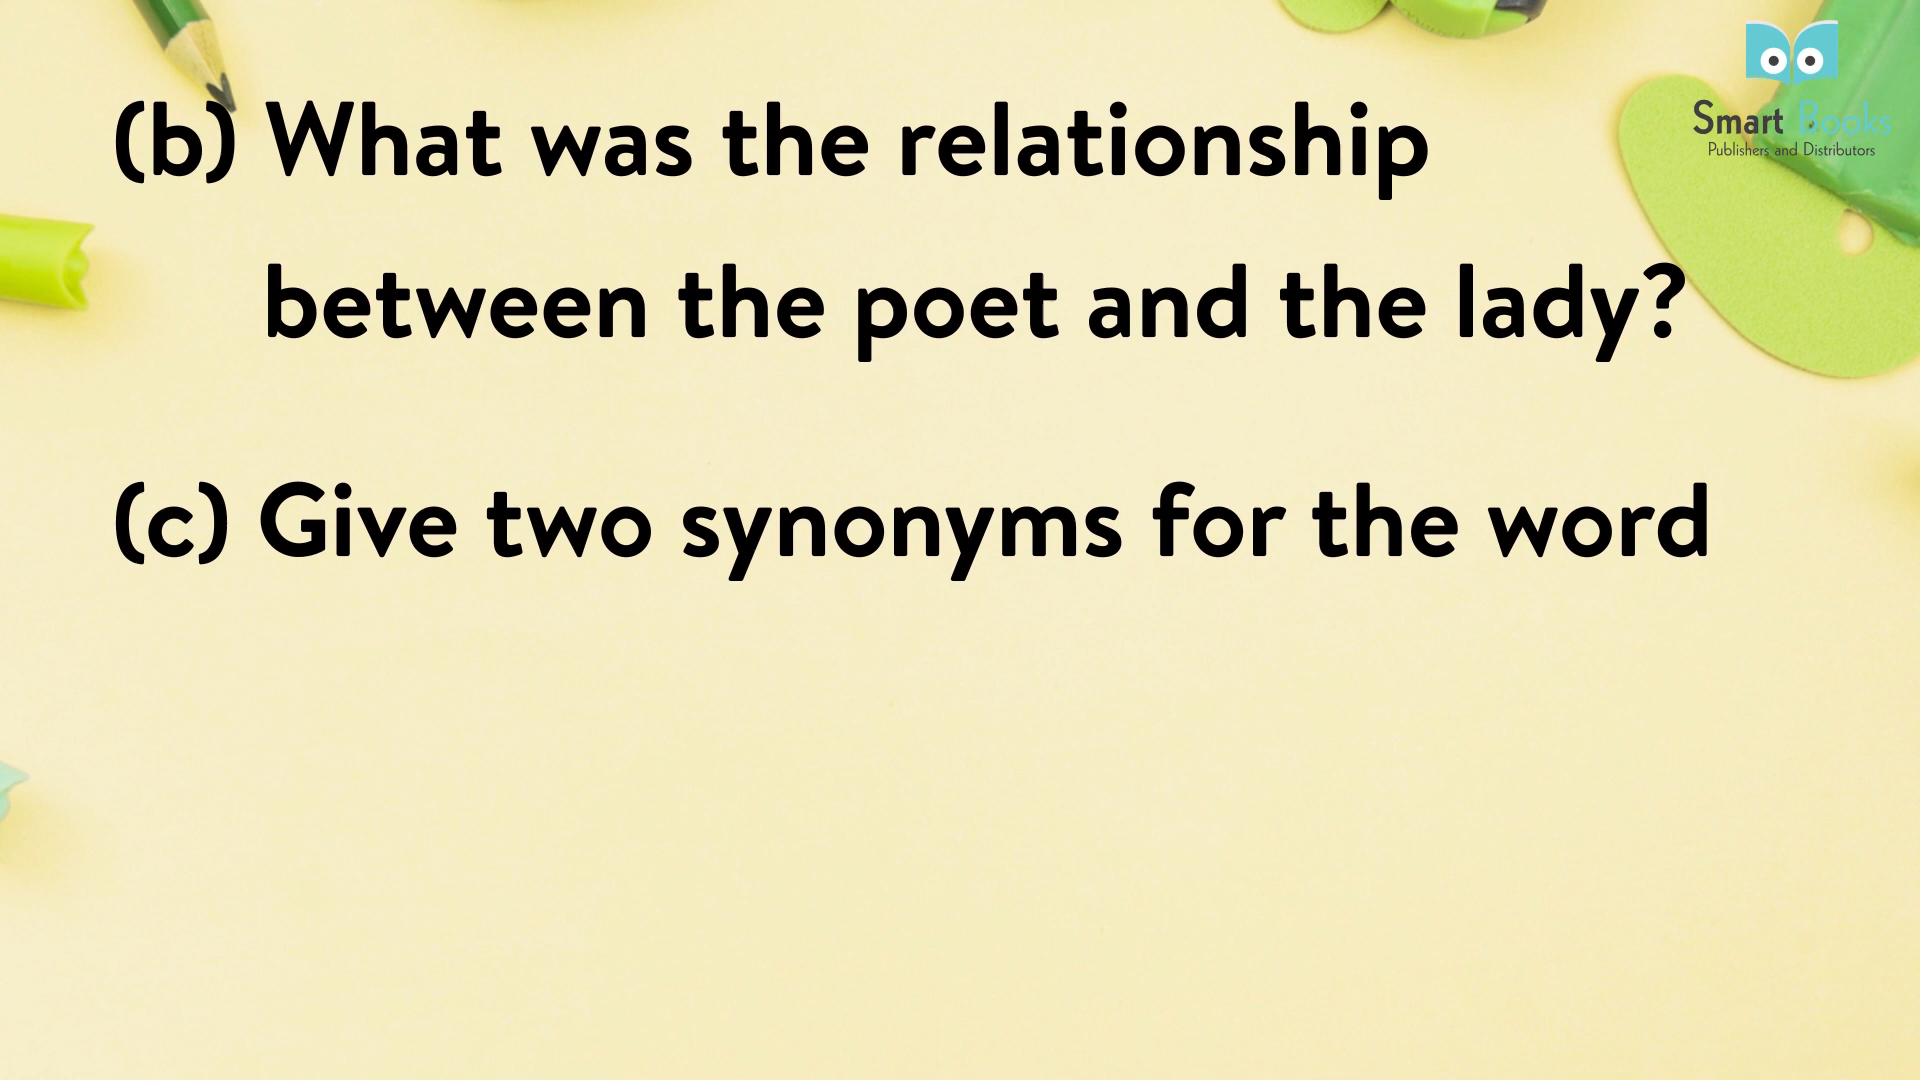 Smart Books
Publishers and Distributors
(b) What was the relationship
between the poet and the lady?
(c) Give two synonyms for the word